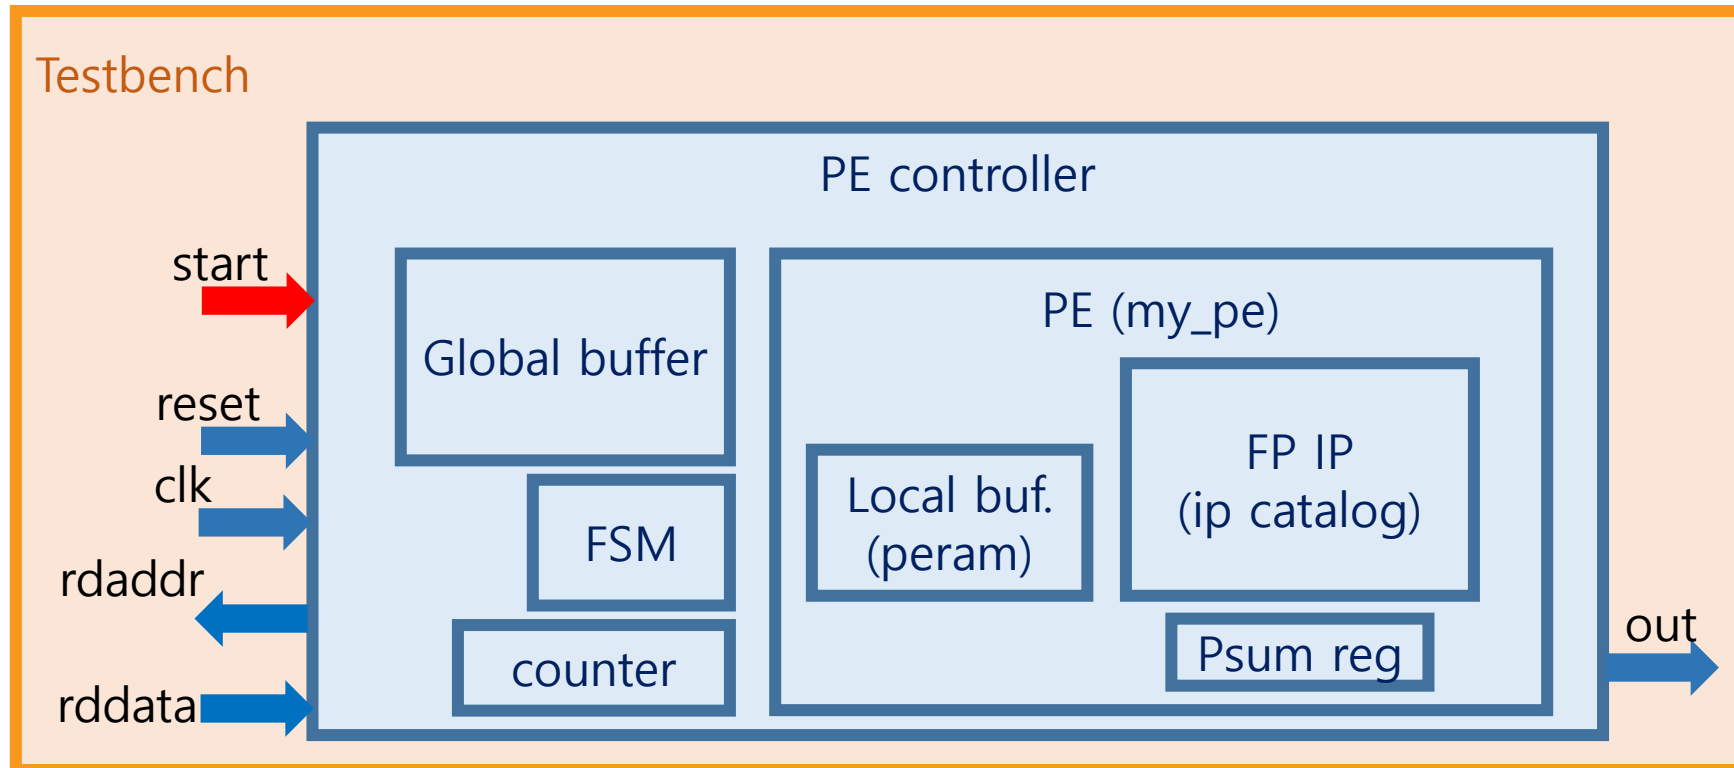 Testbench
PE controller
start
reset
clk
rdaddr
rddata
Global buffer
FSM
counter
PE (my_pe)
Local buf.
(peram)
FP IP
(ip catalog)
Psum reg
out